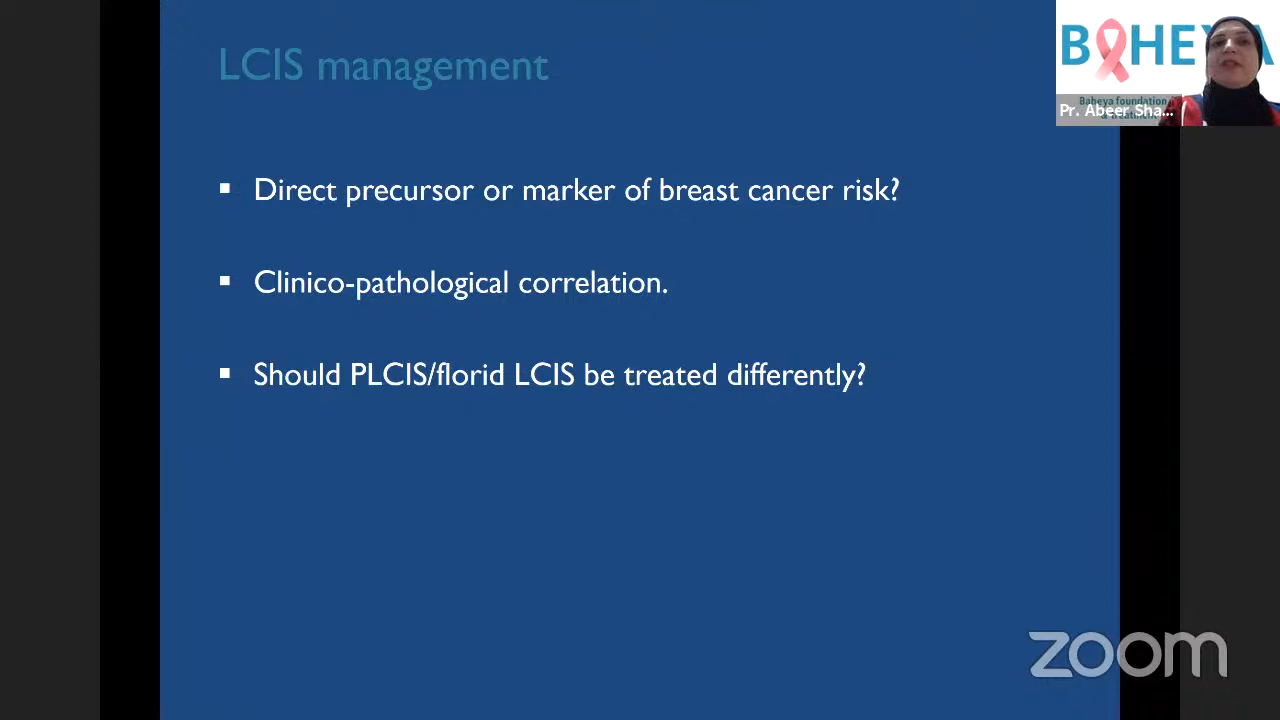 LCIS management
BAHEYA
Baheya foundation
& Treatment
Pr. Abeer Sha...
▪ Direct precursor or marker of breast cancer risk?
▪ Clinico-pathological correlation.
▪ Should PLCIS/florid LCIS be treated differently?
zoom